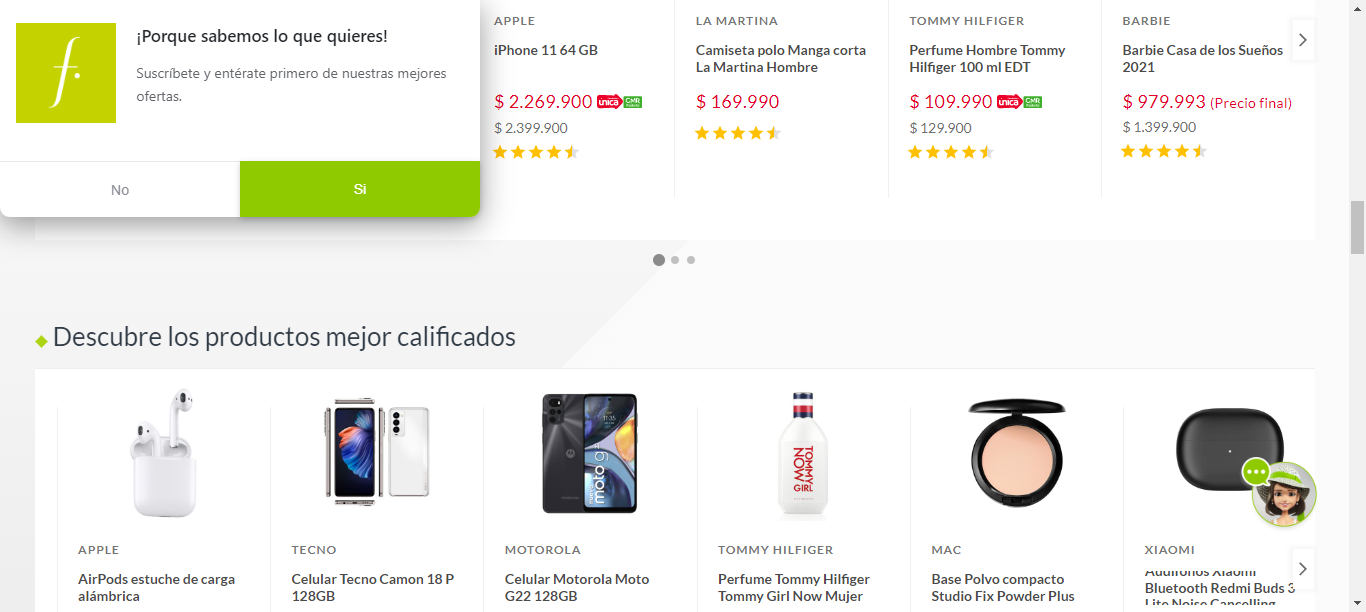 ¡Porque sabemos lo que quieres!
Suscríbete y entérate primero de nuestras mejores
ofertas.
No
Si
APPLE
iPhone 11 64 GB
$ 2.269.900 única CMR
$ 2.399.900
LA MARTINA
Camiseta polo Manga corta
La Martina Hombre
$ 169.990
TOMMY HILFIGER
Perfume Hombre Tommy
Hilfiger 100 ml EDT
$ 109.990 única CMR
$ 129.900
BARBIE
Barbie Casa de los Sueños
2021
$ 979.993 (Precio final)
$ 1.399.900
Descubre los productos mejor calificados
moto g
TOMMY
NOW
GIRL
APPLE
AirPods estuche de carga
alámbrica
TECNO
Celular Tecno Camon 18 P
128GB
MOTOROLA
Celular Motorola Moto
G22 128GB
TOMMY HILFIGER
Perfume Tommy Hilfiger
Tommy Girl Now Mujer
MAC
Base Polvo compacto
Studio Fix Powder Plus
XIAOMI
Audífonos Xiaomi
Bluetooth Redmi Buds 3
Lite Noise Cancelling